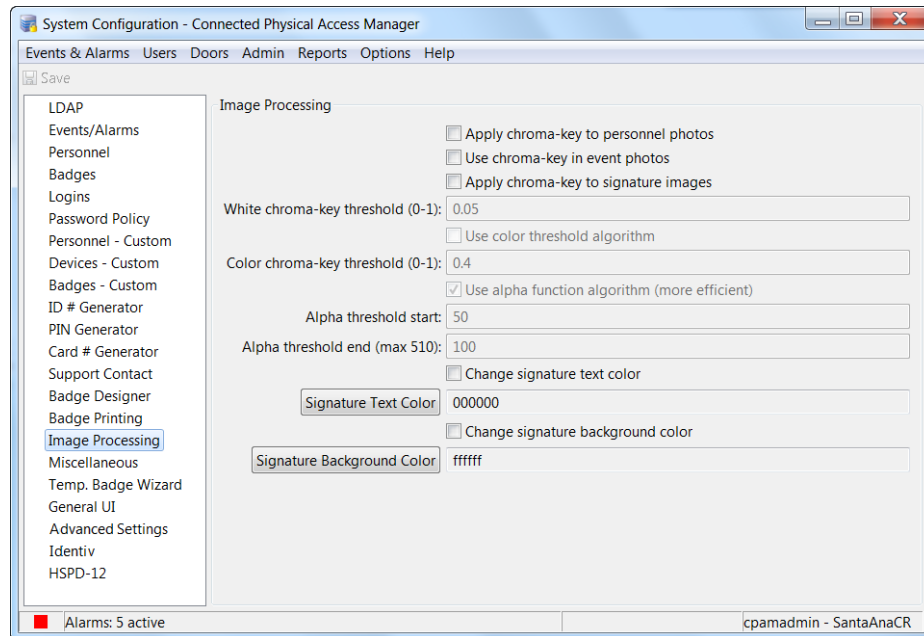 System Configuration - Connected Physical Access Manager
Events & Alarms Users Doors Admin Reports Options Help
Save
LDAP
Events/Alarms
Personnel
Badges
Logins
Password Policy
Personnel - Custom
Devices - Custom
Badges - Custom
ID # Generator
PIN Generator
Card # Generator
Support Contact
Badge Designer
Badge Printing
Image Processing
Miscellaneous
Temp. Badge Wizard
General UI
Advanced Settings
Identiv
HSPD-12
Image Processing
Apply chroma-key to personnel photos
Use chroma-key in event photos
Apply chroma-key to signature images
White chroma-key threshold (0-1): 0.05
Use color threshold algorithm
Color chroma-key threshold (0-1): 0.4
Use alpha function algorithm (more efficient)
Alpha threshold start: 50
Alpha threshold end (max 510): 100
Change signature text color
Signature Text Color 000000
Change signature background color
Signature Background Color ffffff
Alarms: 5 active cpamadmin - SantaAnaCR